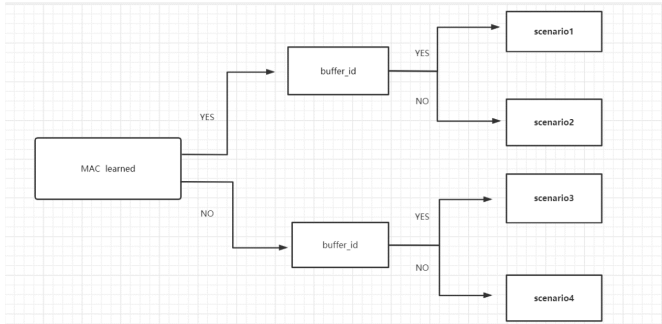 scenario1
YES
buffer_id
NO
YES
scenario2
MAC learned
scenario3
NO
YES
buffer_id
NO
scenario4